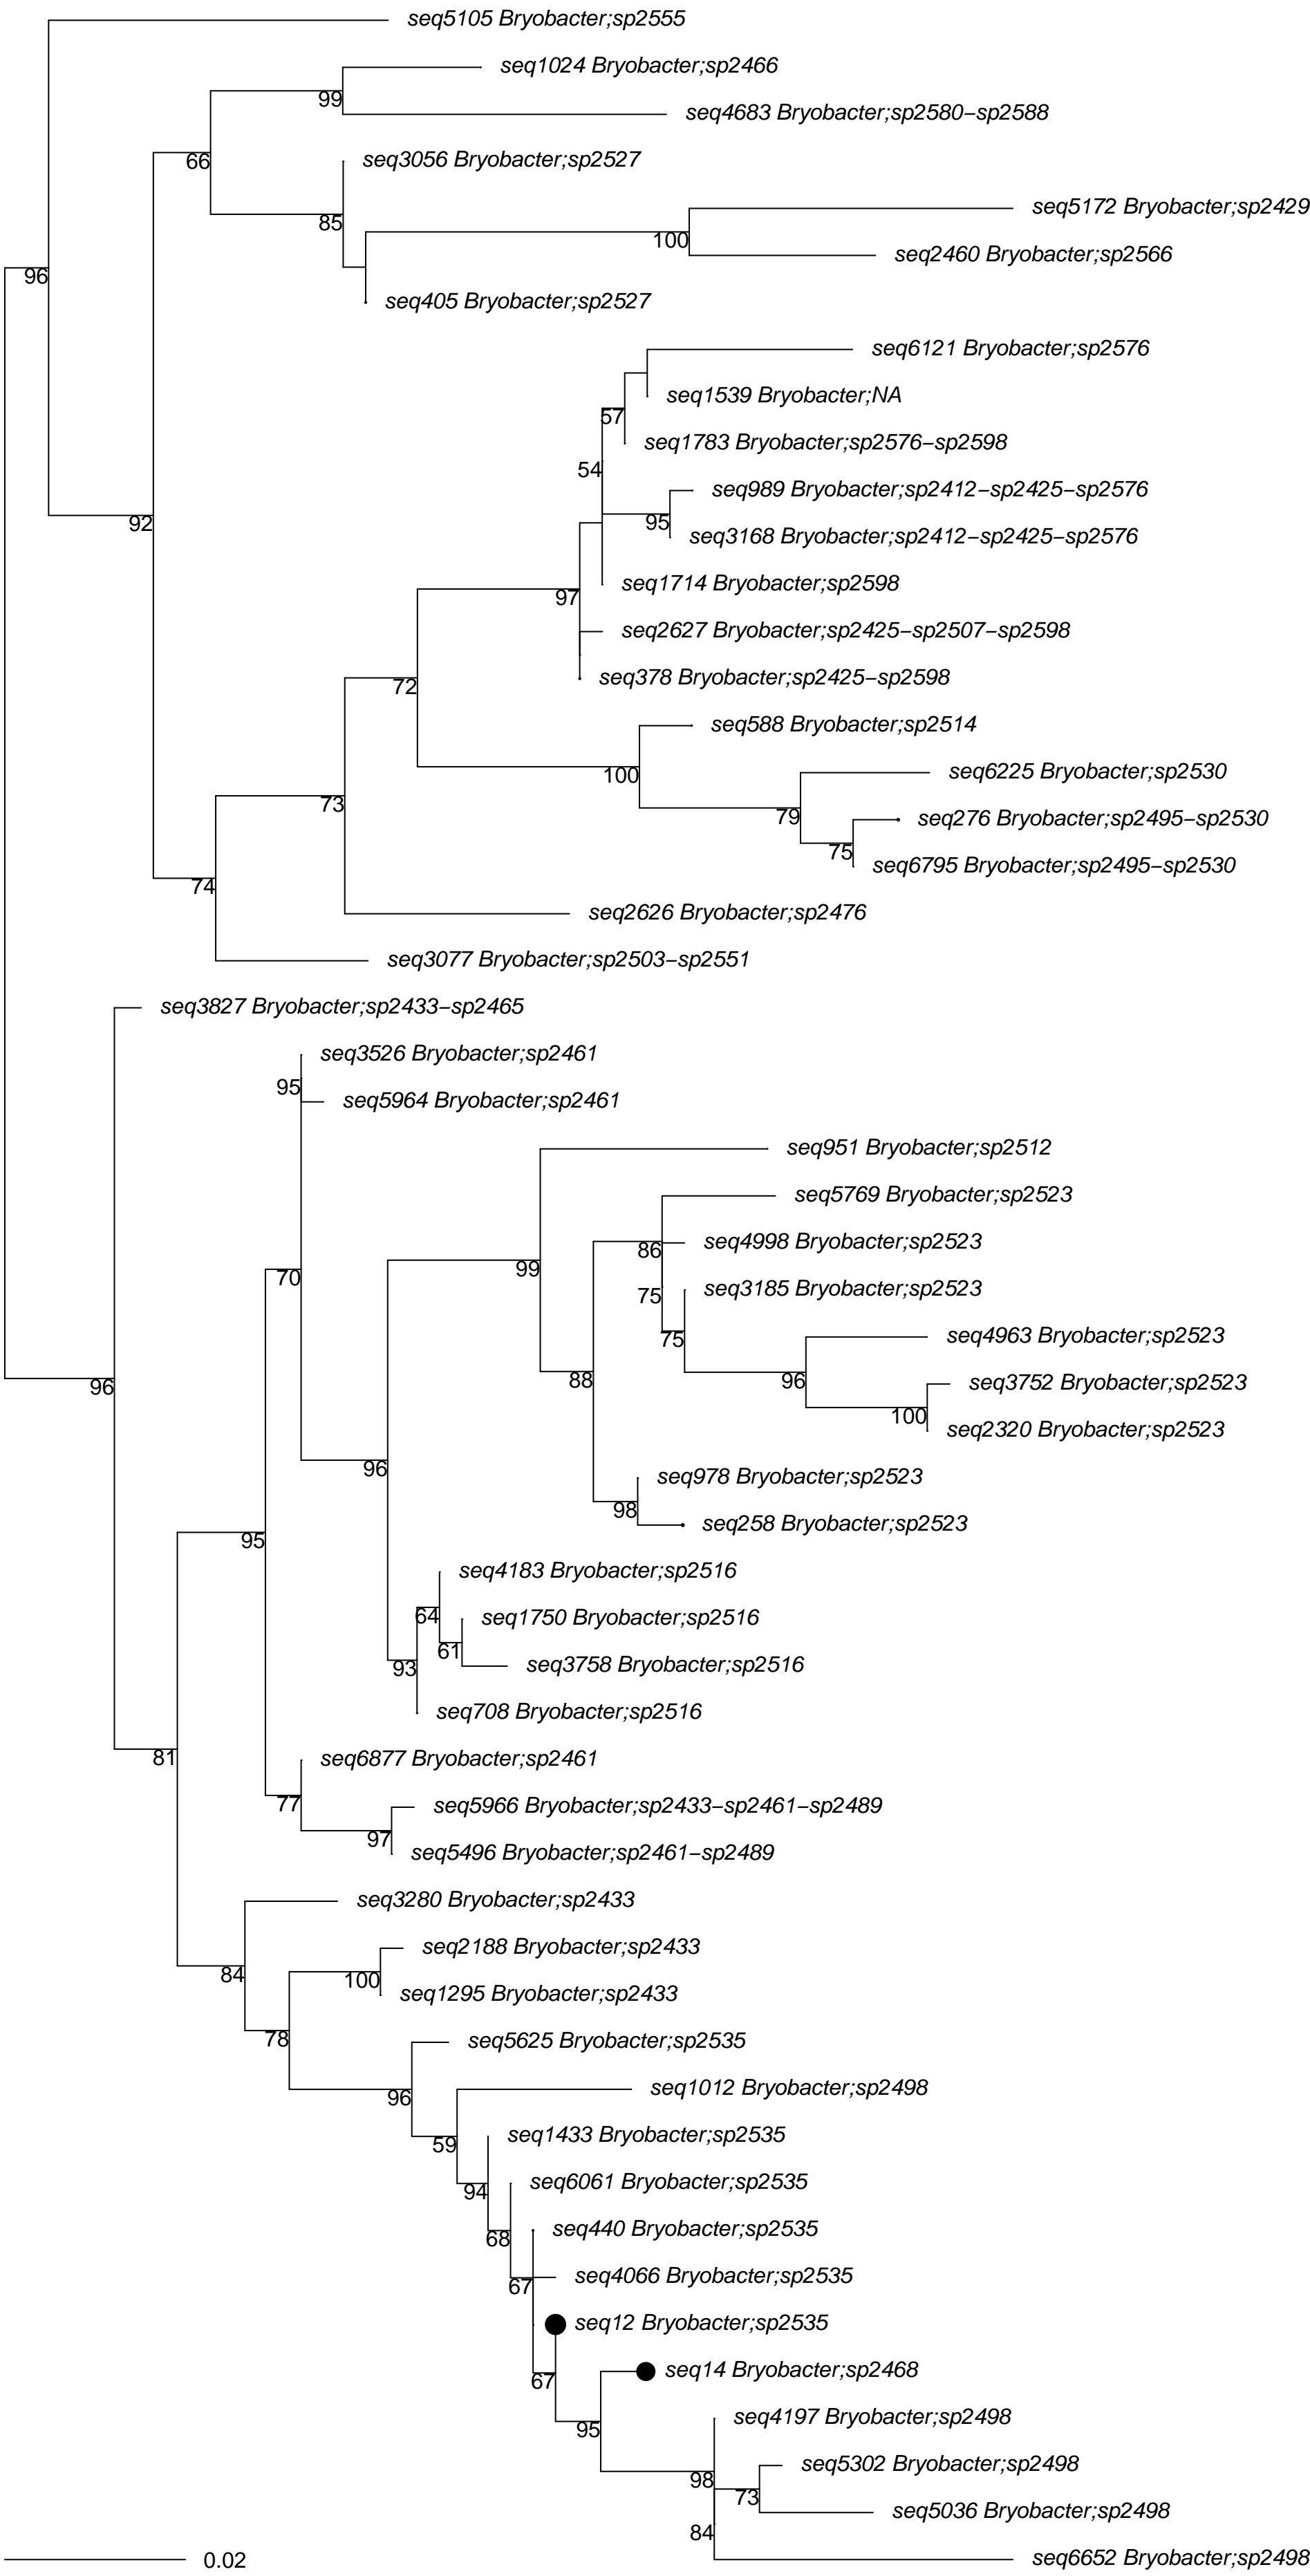 seq5105 Bryobacter;sp2555
seq1024 Bryobacter;sp2466
99
seq4683 Bryobacter;sp2580−sp2588
66
seq3056 Bryobacter;sp2527
seq5172 Bryobacter;sp2429
85
100
seq2460 Bryobacter;sp2566
96
seq405 Bryobacter;sp2527
seq6121 Bryobacter;sp2576
seq1539 Bryobacter;NA
57
seq1783 Bryobacter;sp2576−sp2598
54
seq989 Bryobacter;sp2412−sp2425−sp2576
92
95
seq3168 Bryobacter;sp2412−sp2425−sp2576
seq1714 Bryobacter;sp2598
97
seq2627 Bryobacter;sp2425−sp2507−sp2598
seq378 Bryobacter;sp2425−sp2598
72
seq588 Bryobacter;sp2514
100
seq6225 Bryobacter;sp2530
73
79
seq276 Bryobacter;sp2495−sp2530
75
seq6795 Bryobacter;sp2495−sp2530
74
seq2626 Bryobacter;sp2476
seq3077 Bryobacter;sp2503−sp2551
seq3827 Bryobacter;sp2433−sp2465
seq3526 Bryobacter;sp2461
95
seq5964 Bryobacter;sp2461
seq951 Bryobacter;sp2512
seq5769 Bryobacter;sp2523
86
seq4998 Bryobacter;sp2523
99
70
75
seq3185 Bryobacter;sp2523
75
seq4963 Bryobacter;sp2523
96
88
96
seq3752 Bryobacter;sp2523
100
seq2320 Bryobacter;sp2523
96
seq978 Bryobacter;sp2523
98
seq258 Bryobacter;sp2523
95
seq4183 Bryobacter;sp2516
64
seq1750 Bryobacter;sp2516
61
seq3758 Bryobacter;sp2516
93
seq708 Bryobacter;sp2516
81
seq6877 Bryobacter;sp2461
77
seq5966 Bryobacter;sp2433−sp2461−sp2489
97
seq5496 Bryobacter;sp2461−sp2489
seq3280 Bryobacter;sp2433
seq2188 Bryobacter;sp2433
84
100
seq1295 Bryobacter;sp2433
78
seq5625 Bryobacter;sp2535
96
seq1012 Bryobacter;sp2498
59
seq1433 Bryobacter;sp2535
94
seq6061 Bryobacter;sp2535
68
seq440 Bryobacter;sp2535
67
seq4066 Bryobacter;sp2535
seq12 Bryobacter;sp2535
67
seq14 Bryobacter;sp2468
95
seq4197 Bryobacter;sp2498
98
seq5302 Bryobacter;sp2498
73
seq5036 Bryobacter;sp2498
84
seq6652 Bryobacter;sp2498
0.02